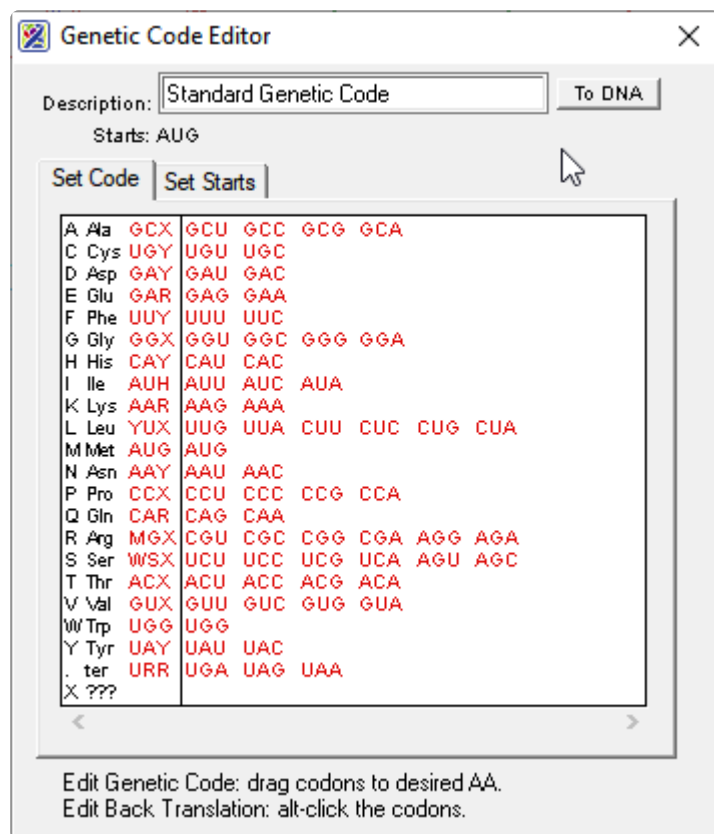 Genetic Code Editor
Description: Standard Genetic Code To DNA
Starts: AUG
Set Code Set Starts
A Ala GCX GCU GCC GCG GCA
C Cys UGY UGU UGC
D Asp GAY GAU GAC
E Glu GAR GAG GAA
F Phe UUY UUU UUC
G Gly GGX GGU GGC GGG GGA
H His CAY CAU CAC
I Ile AUH AUU AUC AUA
K Lys AAR AAG AAA
L Leu YUX UUG UUA CUU CUC CUG CUA
M Met AUG AUG
N Asn AAY AAU AAC
P Pro CCX CCU CCC CCG CCA
Q Gln CAR CAG CAA
R Arg MGX CGU CGC CGG CGA AGG AGA
S Ser WSX UCU UCC UCG UCA AGU AGC
T Thr ACX ACU ACC ACG ACA
V Val GUX GUU GUC GUG GUA
W Trp UGG UGG
Y Tyr UAY UAU UAC
. ter URR UGA UAG UAA
X ???
Edit Genetic Code: drag codons to desired AA.
Edit Back Translation: alt-click the codons.